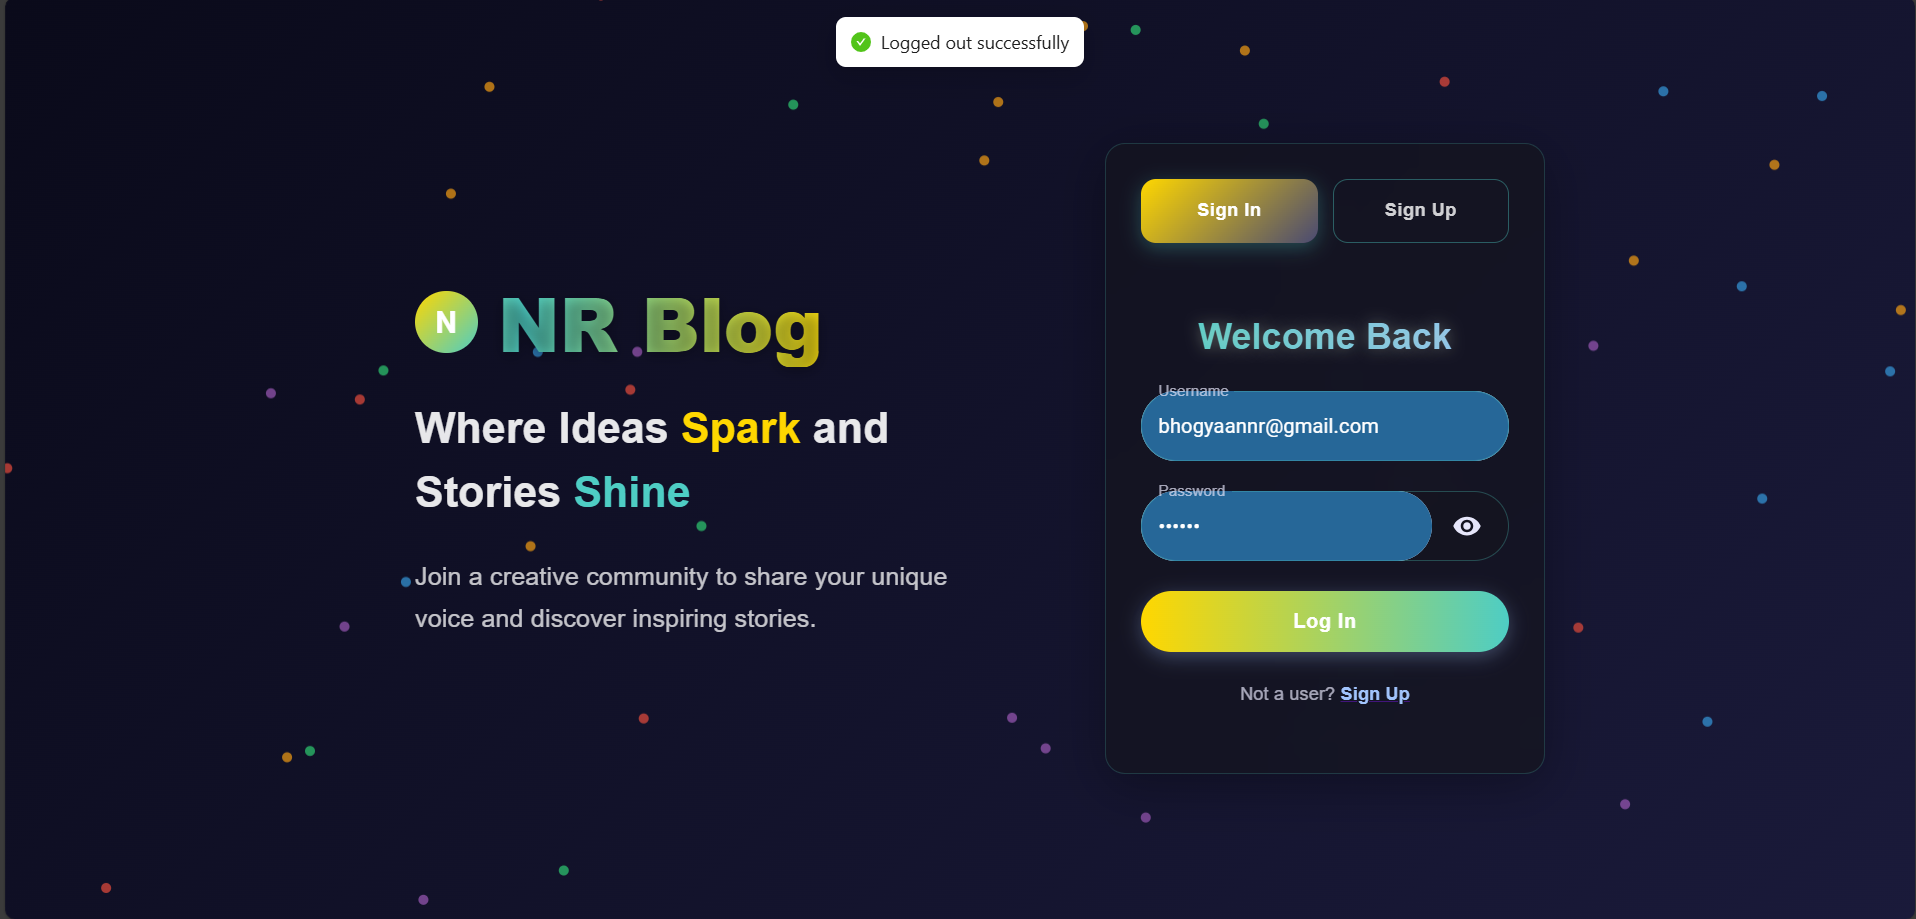 Logged out successfully
N NR Blog
Where Ideas Spark and
Stories Shine
Join a creative community to share your unique
voice and discover inspiring stories.
Sign In
Sign Up
Welcome Back
Username
bhogyaannr@gmail.com
Password
••••••
Log In
Not a user? Sign Up